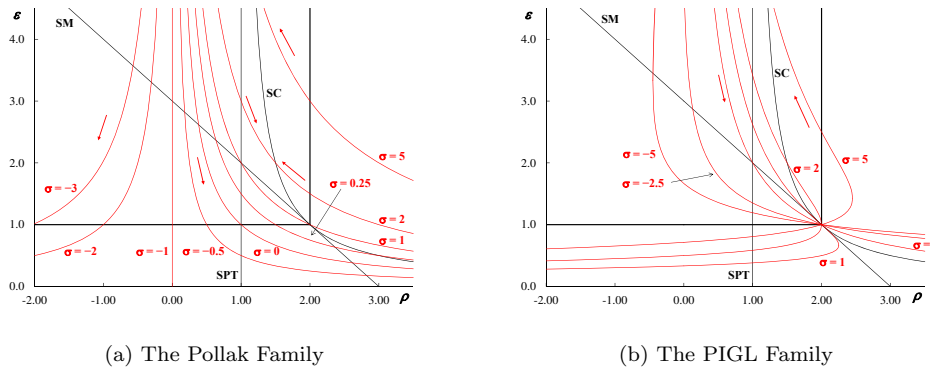 ε
SM
4.0
SC
3.0
σ = 5
2.0
σ = −3
σ = 0.25
σ = 2
σ = 1
1.0
σ = −2
σ = −1
σ = −0.5
σ = 0
SPT
0.0
-2.00
-1.00
0.00
1.00
2.00
3.00
ρ
(a) The Pollak Family
ε
SM
4.0
SC
3.0
σ = −5
σ = 5
2.0
σ = 2
σ = −2.5
1.0
σ =
σ = 1
SPT
0.0
-2.00
-1.00
0.00
1.00
2.00
3.00
ρ
(b) The PIGL Family